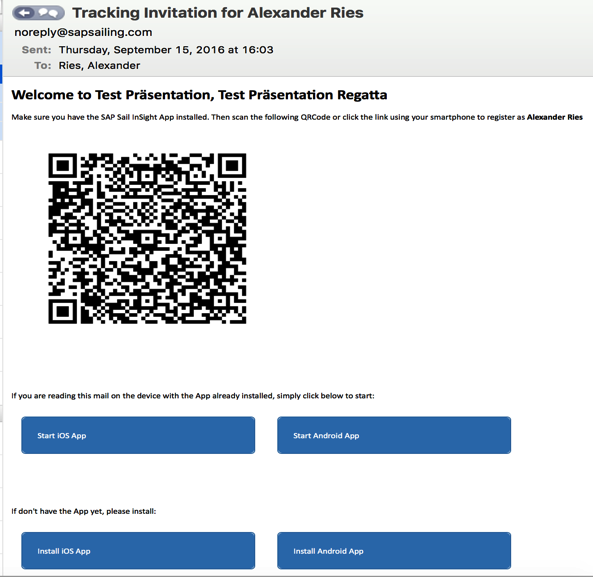 Tracking Invitation for Alexander Ries
noreply@sapsailing.com
Sent: Thursday, September 15, 2016 at 16:03
To: Ries, Alexander
Welcome to Test Präsentation, Test Präsentation Regatta
Make sure you have the SAP Sail InSight App installed. Then scan the following QRCode or click the link using your smartphone to register as Alexander Ries
If you are reading this mail on the device with the App already installed, simply click below to start:
Start iOS App
Start Android App
If don't have the App yet, please install:
Install iOS App
Install Android App